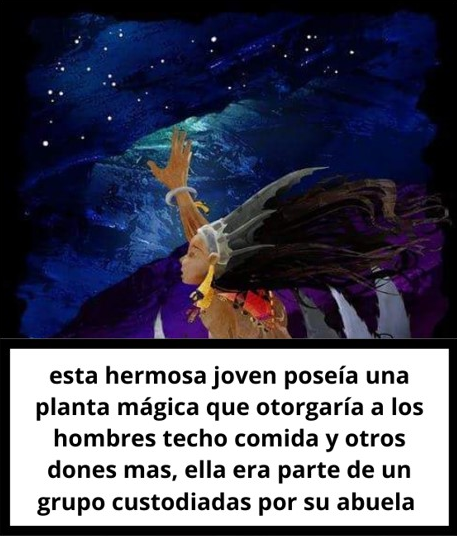 esta hermosa joven poseía una
planta mágica que otorgaría a los
hombres techo comida y otros
dones mas, ella era parte de un
grupo custodiadas por su abuela